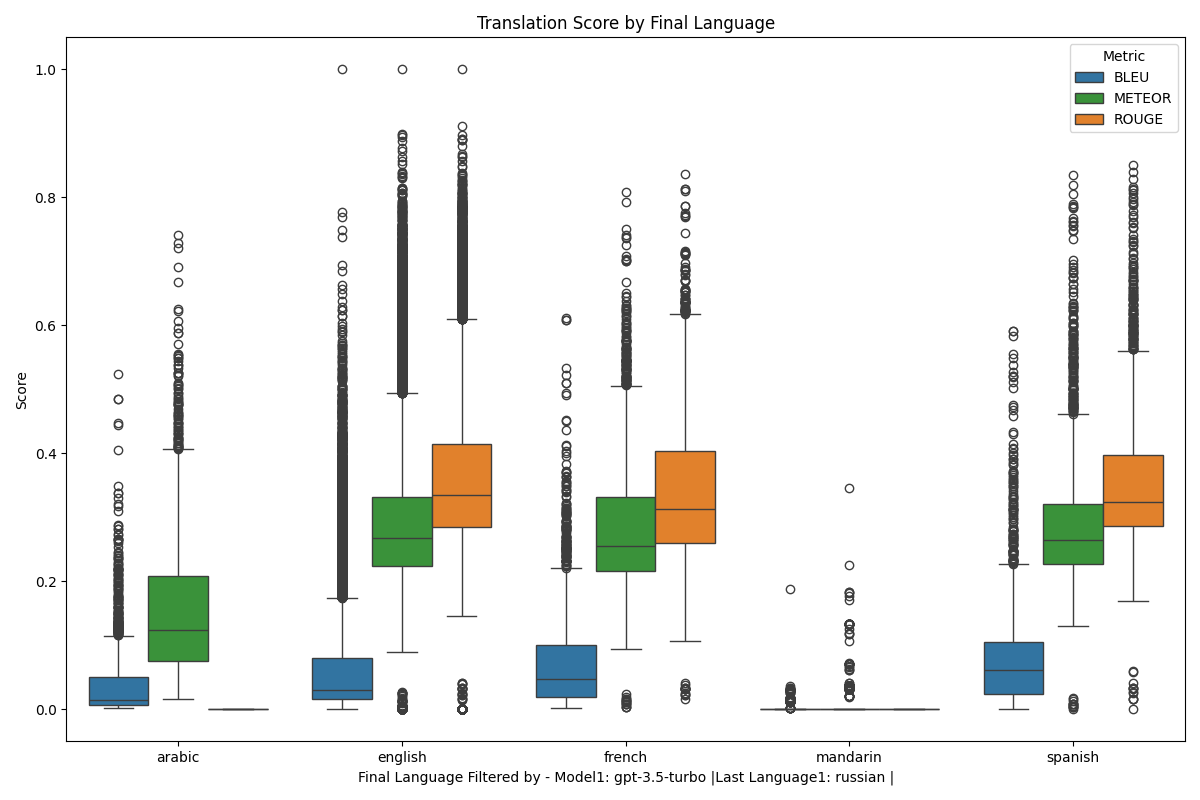 Translation Score by Final Language
Metric
BLEU
METEOR
ROUGE
Score
1.0
0.8
0.6
0.4
0.2
0.0
arabic english french mandarin spanish
Final Language Filtered by - Model1: gpt-3.5-turbo |Last Language1: russian |